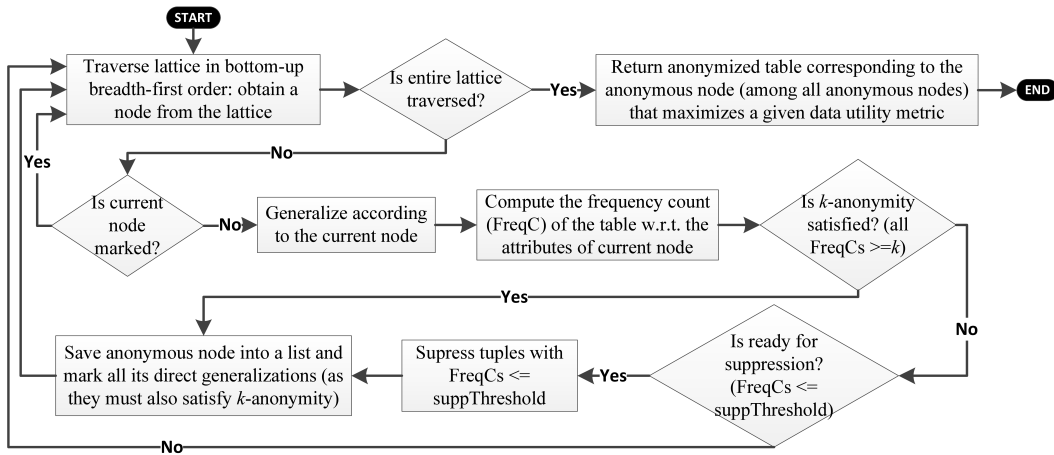 START
Traverse lattice in bottom-up
breadth-first order: obtain a
node from the lattice
Is entire lattice
traversed?
Yes
Return anonymized table corresponding to the
anonymous node (among all anonymous nodes)
that maximizes a given data utility metric
END
No
Yes
Is current
node
marked?
No
Generalize according
to the current node
Compute the frequency count
(FreqC) of the table w.r.t. the
attributes of current node
Is k-anonymity
satisfied? (all
FreqCs >=k)
Yes
No
Save anonymous node into a list and
mark all its direct generalizations (as
they must also satisfy k-anonymity)
Supress tuples with
FreqCs <=
suppThreshold
Yes
Is ready for
suppression?
(FreqCs <=
suppThreshold)
No